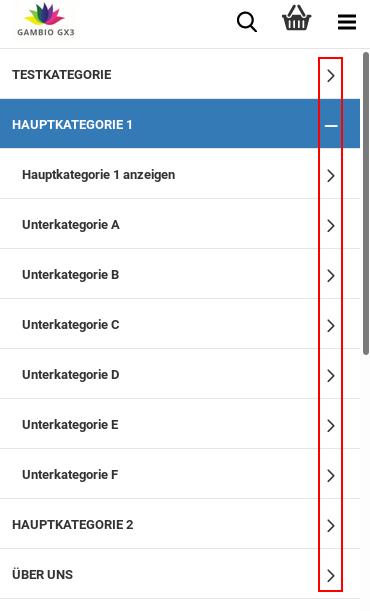 GAMBIO GX3
TESTKATEGORIE
HAUPTKATEGORIE 1
Hauptkategorie 1 anzeigen
Unterkategorie A
Unterkategorie B
Unterkategorie C
Unterkategorie D
Unterkategorie E
Unterkategorie F
HAUPTKATEGORIE 2
ÜBER UNS